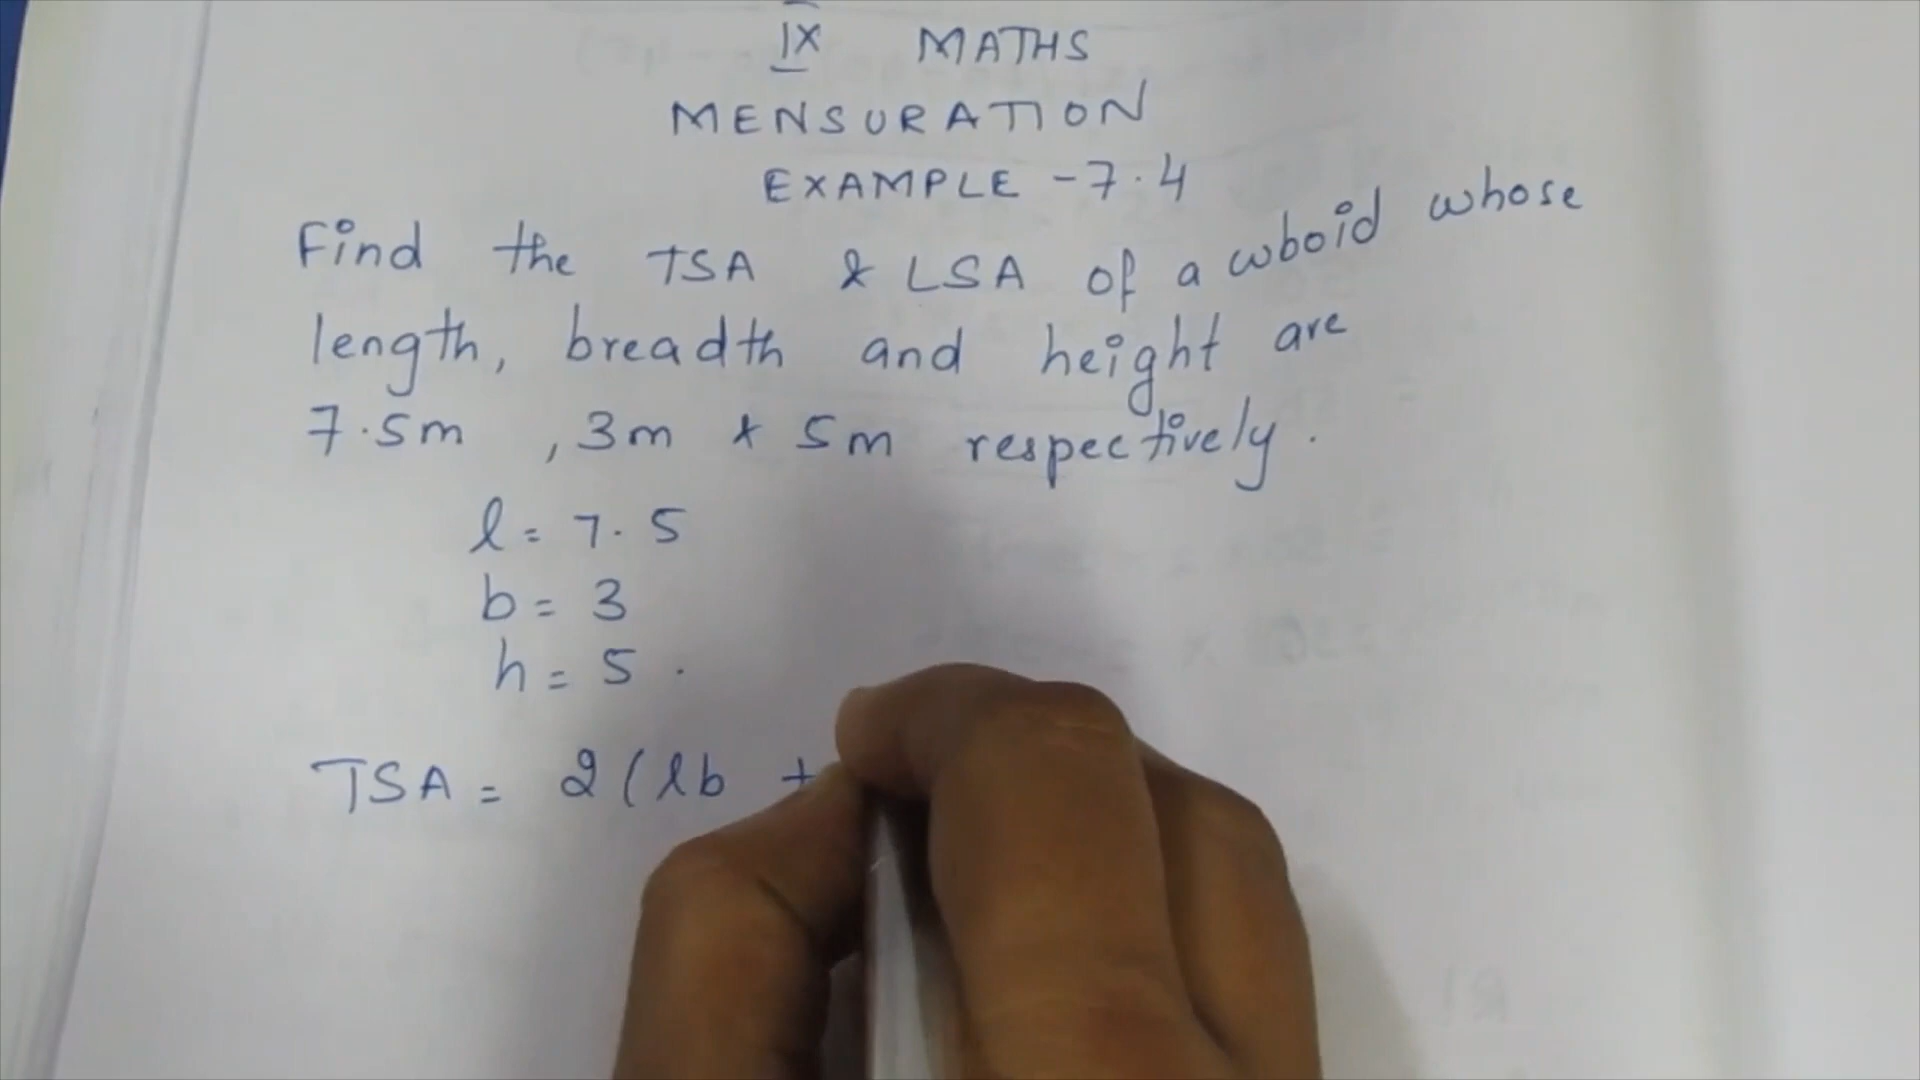 IX MATHS
MENSURATION
EXAMPLE - 7.4
Find the TSA & LSA of a cuboid whose
length, breadth and height are
7.5m , 3m & 5m respectively.
l = 7.5
b = 3
h = 5 .
TSA = 2 ( lb +